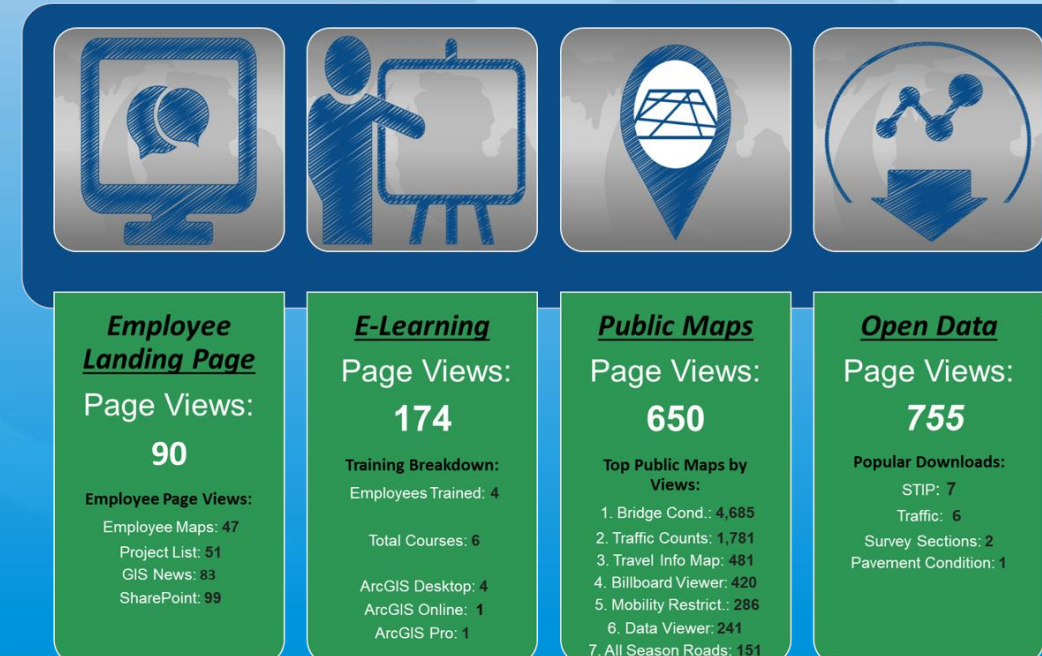 Employee
Landing Page
Page Views:
90
Employee Page Views:
Employee Maps: 47
Project List: 51
GIS News: 83
SharePoint: 99
E-Learning
Page Views:
174
Training Breakdown:
Employees Trained: 4
Total Courses: 6
ArcGIS Desktop: 4
ArcGIS Online: 1
ArcGIS Pro: 1
Public Maps
Page Views:
650
Top Public Maps by
Views:
1. Bridge Cond.: 4,685
2. Traffic Counts: 1,781
3. Travel Info Map: 481
4. Billboard Viewer: 420
5. Mobility Restrict.: 286
6. Data Viewer: 241
7. All Season Roads: 151
Open Data
Page Views:
755
Popular Downloads:
STIP: 7
Traffic: 6
Survey Sections: 2
Pavement Condition: 1